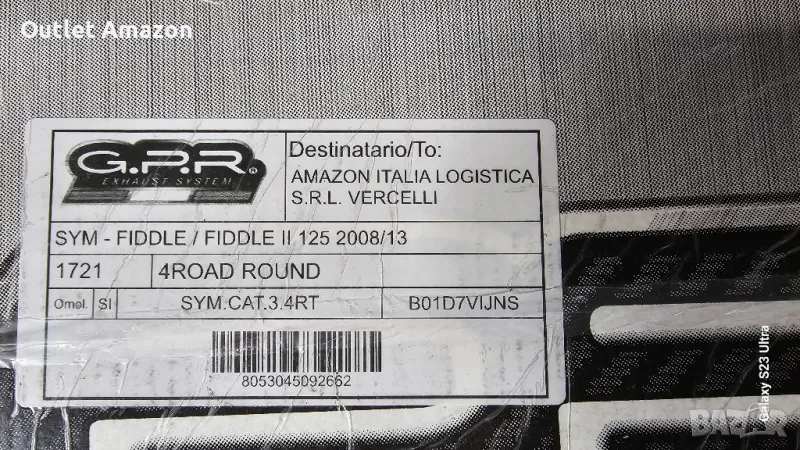 Outlet Amazon
G.P.R.®
EXHAUST SYSTEM
Destinatario/To:
AMAZON ITALIA LOGISTICA
S.R.L. VERCELLI
SYM - FIDDLE / FIDDLE II 125 2008/13
1721 4ROAD ROUND
Omol. SI SYM.CAT.3.4RT B01D7VIJNS
8053045092662
Galaxy S23 Ultra
BAZAR